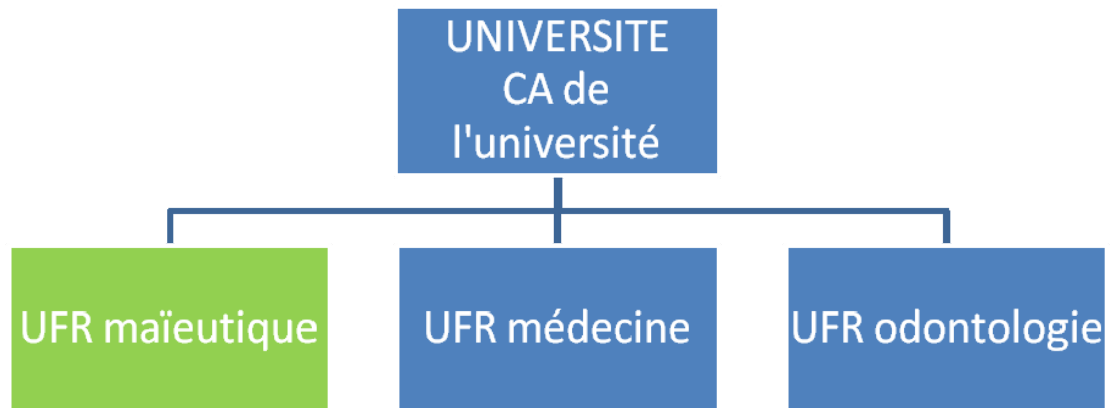 UNIVERSITE
CA de
l'université
UFR maïeutique
UFR médecine
UFR odontologie